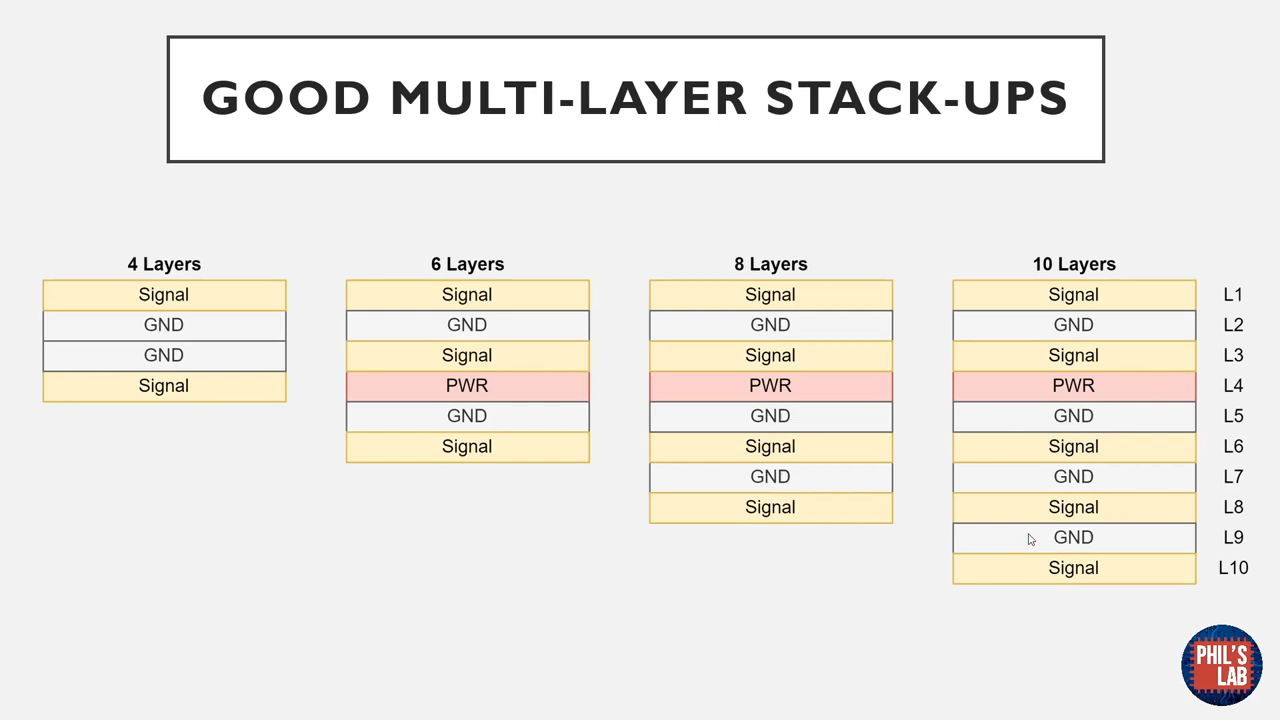 GOOD MULTI-LAYER STACK-UPS
4 Layers
Signal
GND
GND
Signal
6 Layers
Signal
GND
Signal
PWR
GND
Signal
8 Layers
Signal
GND
Signal
PWR
GND
Signal
GND
Signal
10 Layers
Signal
GND
Signal
PWR
GND
Signal
GND
Signal
GND
Signal
L1
L2
L3
L4
L5
L6
L7
L8
L9
L10
PHIL'S
LAB